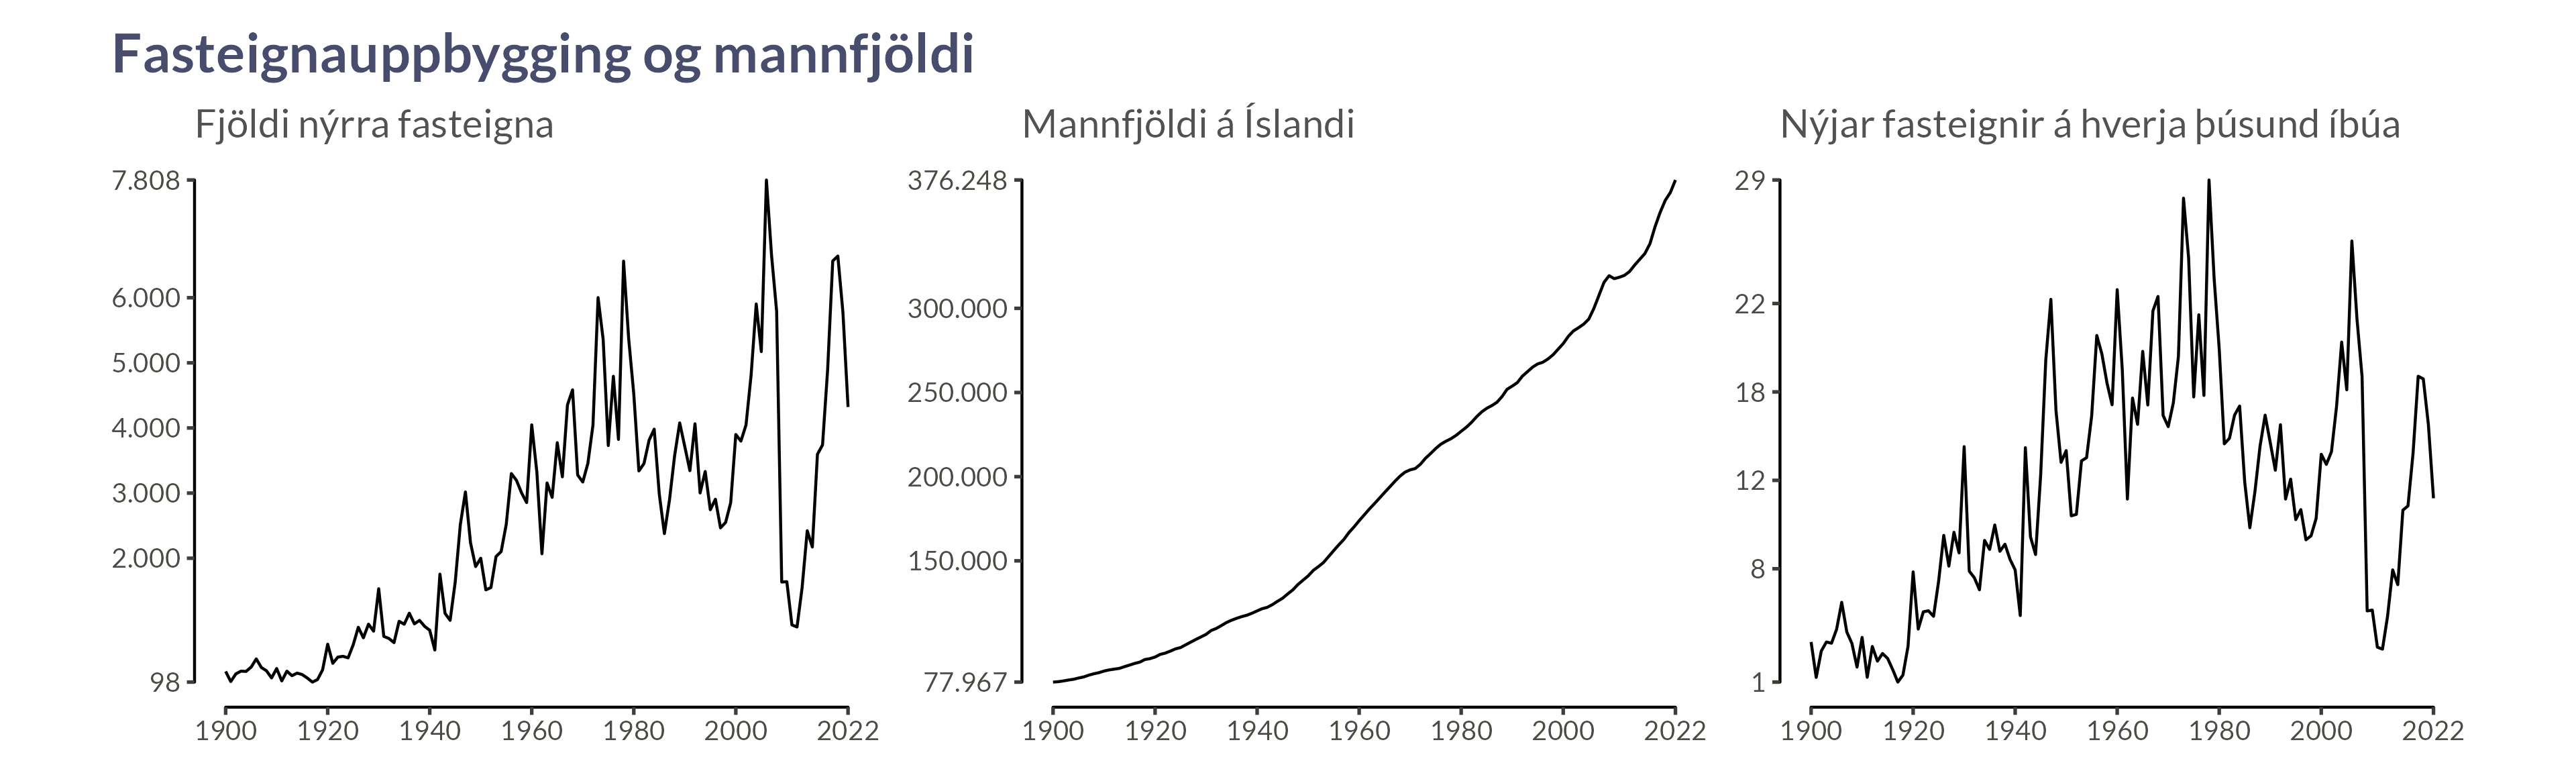 Fasteignauppbygging og mannfjöldi
Fjöldi nýrra fasteigna
7.808
6.000
5.000
4.000
3.000
2.000
98
1900 1920 1940 1960 1980 2000 2022
Mannfjöldi á Íslandi
376.248
300.000
250.000
200.000
150.000
77.967
1900 1920 1940 1960 1980 2000 2022
Nýjar fasteignir á hverja þúsund íbúa
29
22
18
12
8
1
1900 1920 1940 1960 1980 2000 2022